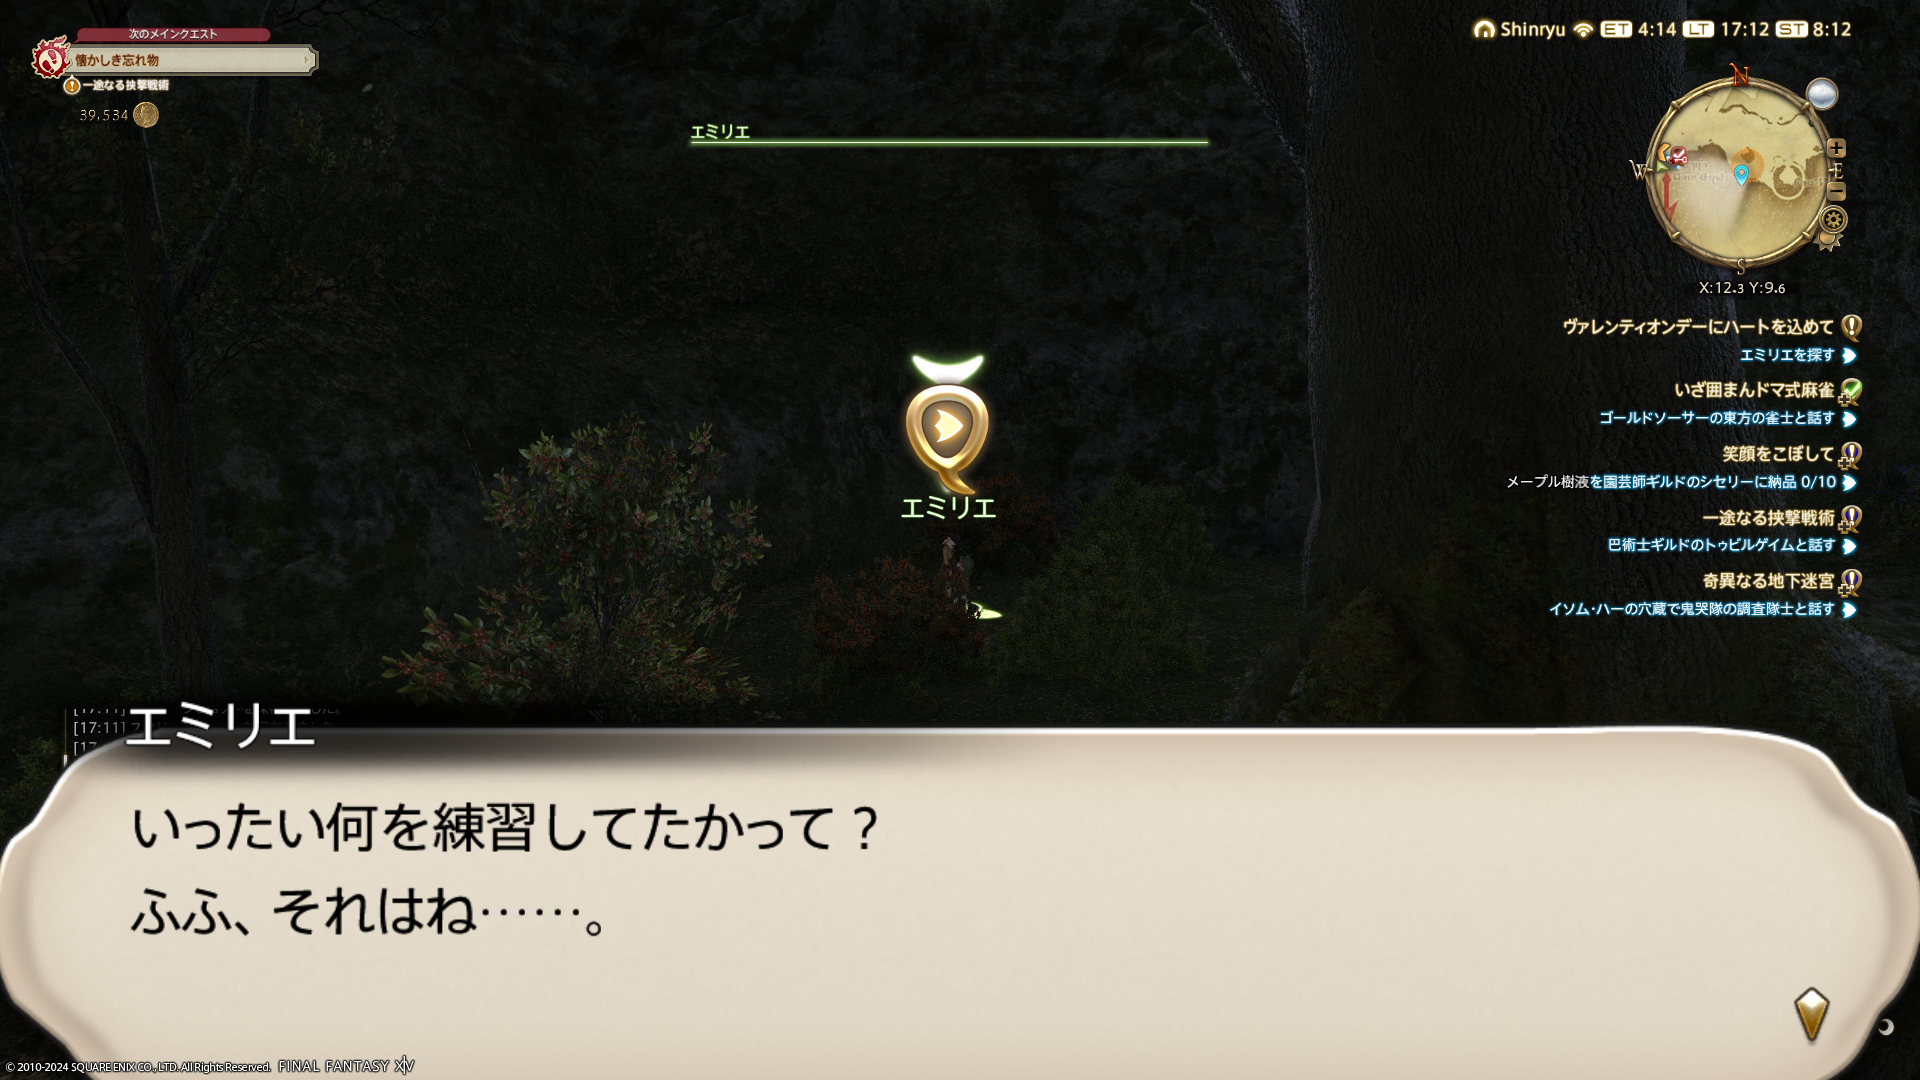 次のメインクエスト
懐かしき忘れ物
一途なる挟撃戦術
39,534
エミリエ
Shinryu ET 4:14 LT 17:12 ST 8:12
N
W
E
S
X:12.3 Y:9.6
ヴァレンティオンデーにハートを込めて
エミリエを探す
いざ囲まんドマ式麻雀
ゴールドソーサーの東方の雀士と話す
笑顔をこぼして
メープル樹液を園芸師ギルドのシセリーに納品 0/10
一途なる挟撃戦術
巴術士ギルドのトゥビルゲイムと話す
奇異なる地下迷宮
イソム・ハーの穴蔵で鬼哭隊の調査隊士と話す
エミリエ
[17:11]
[17:11]
[17
エミリエ
いったい何を練習してたかって？
ふふ、それはね……。
© 2010-2024 SQUARE ENIX CO., LTD. All Rights Reserved. FINAL FANTASY XIV